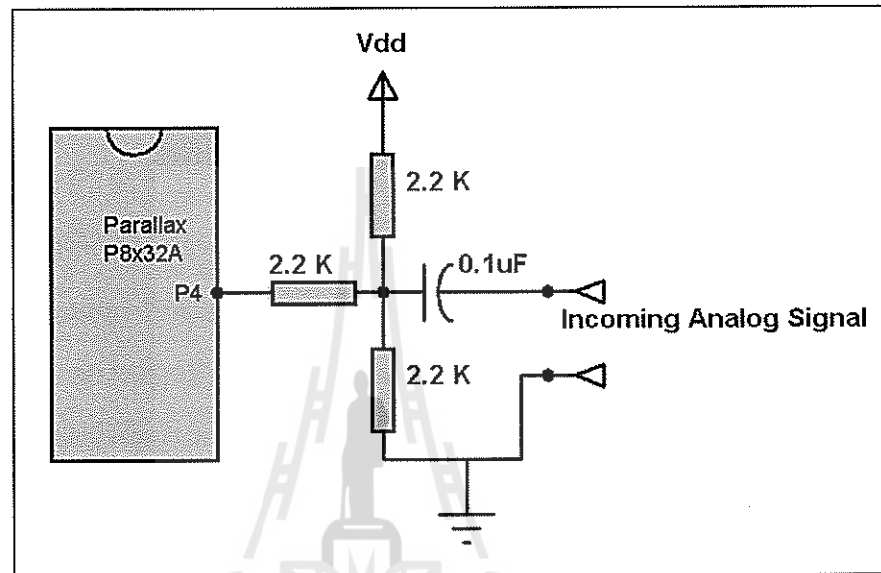 Vdd
2.2 K
Parallax
P8x32A
2.2 K
0.1uF
P4
Incoming Analog Signal
2.2 K